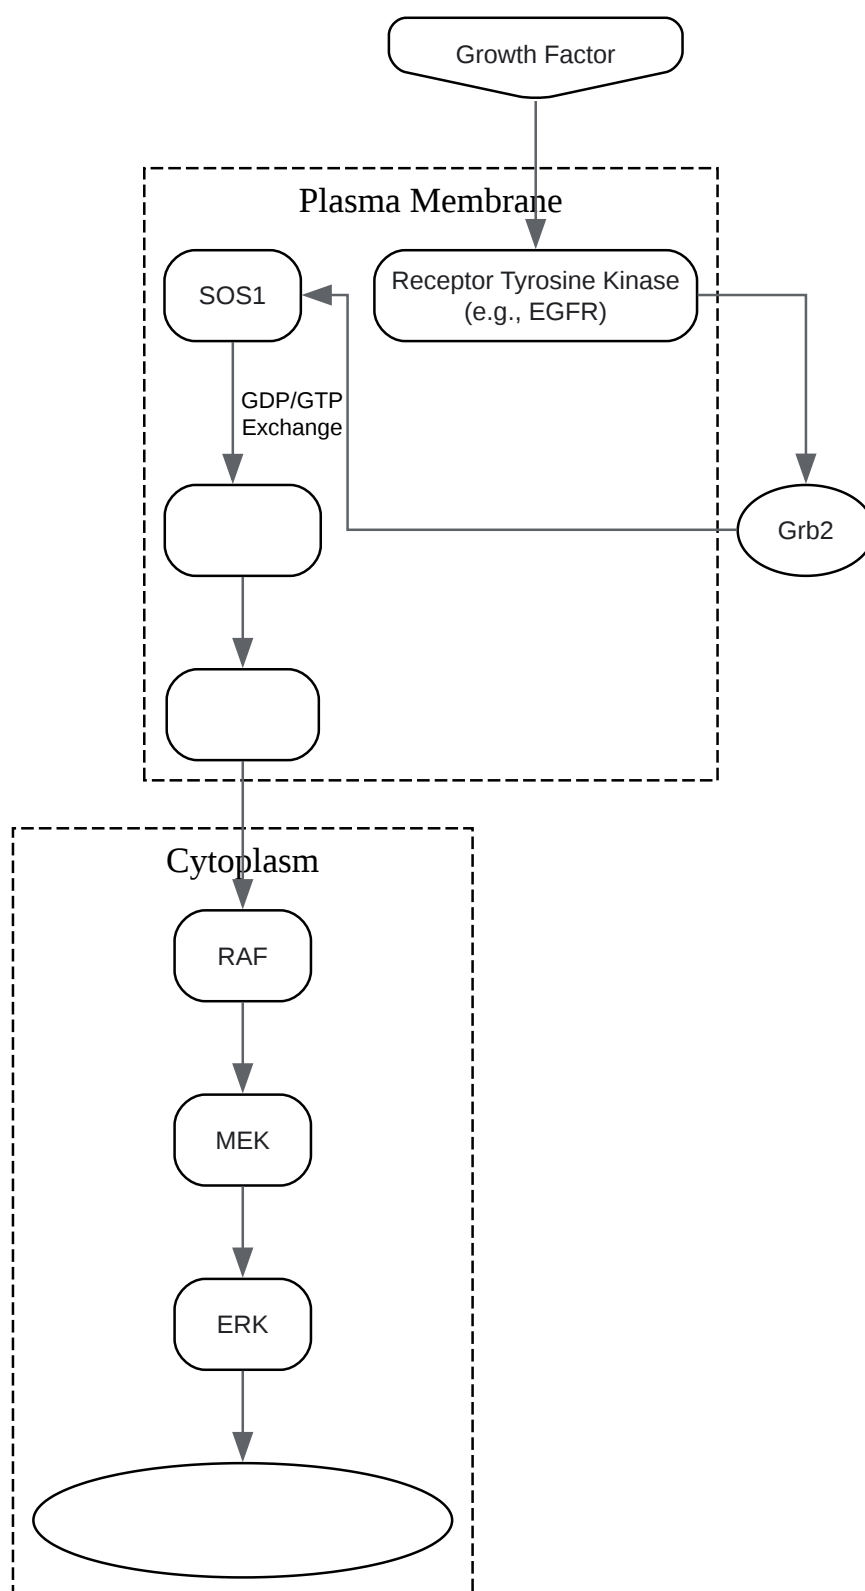 Growth Factor
Plasma Membrane
SOS1
Receptor Tyrosine Kinase
(e.g., EGFR)
GDP/GTP
Exchange
Grb2
Cytoplasm
RAF
MEK
ERK